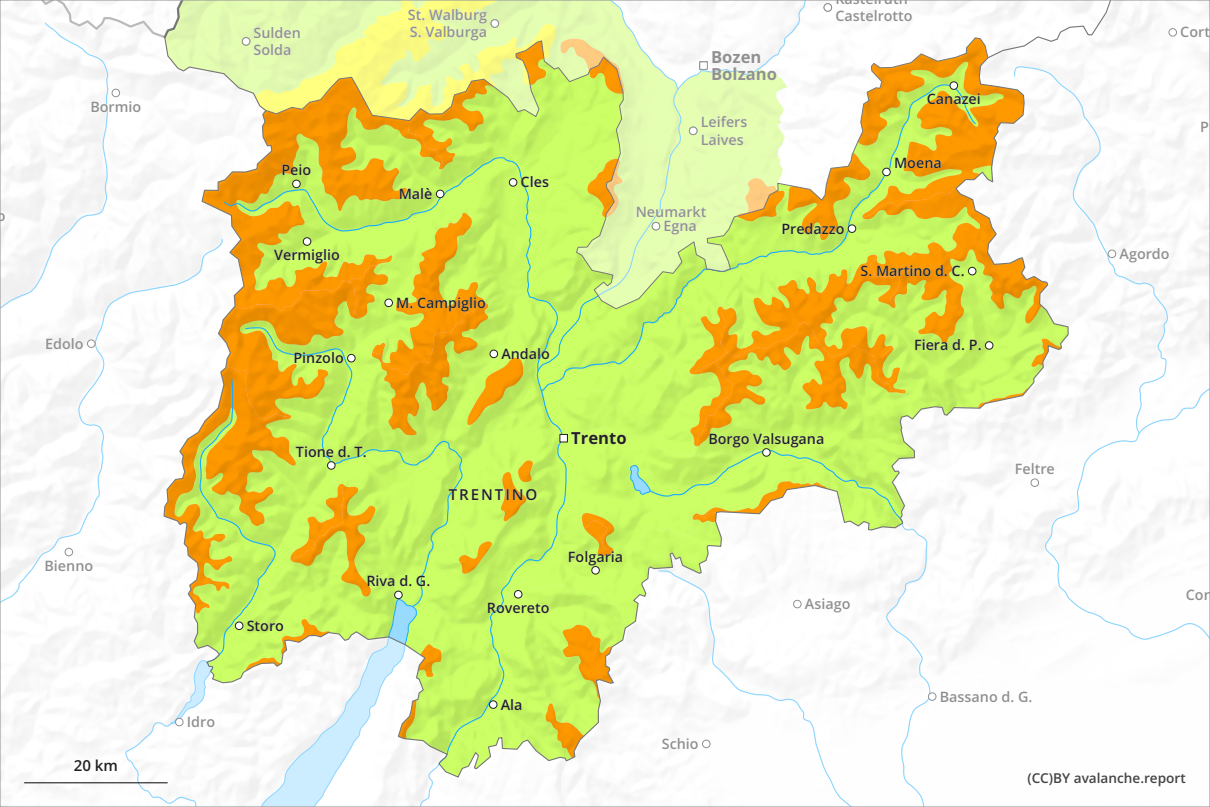 St. Walburg
S. Valburga
Kastelruth
Castelrotto
Sulden
Solda
Cort
Bozen
Bolzano
Bormio
Canazei
Leifers
Laives
Moena
Peio
Malè
Cles
Neumarkt
Egna
Predazzo
Vermiglio
Agordo
S. Martino d. C.
M. Campiglio
Edolo
Pinzolo
Andalo
Fiera d. P.
Trento
Borgo Valsugana
Tione d. T.
Feltre
TRENTINO
Bienno
Folgaria
Riva d. G.
Cor
Rovereto
Asiago
Storo
Idro
Ala
Bassano d. G.
Schio
20 km
(CC)BY avalanche.report